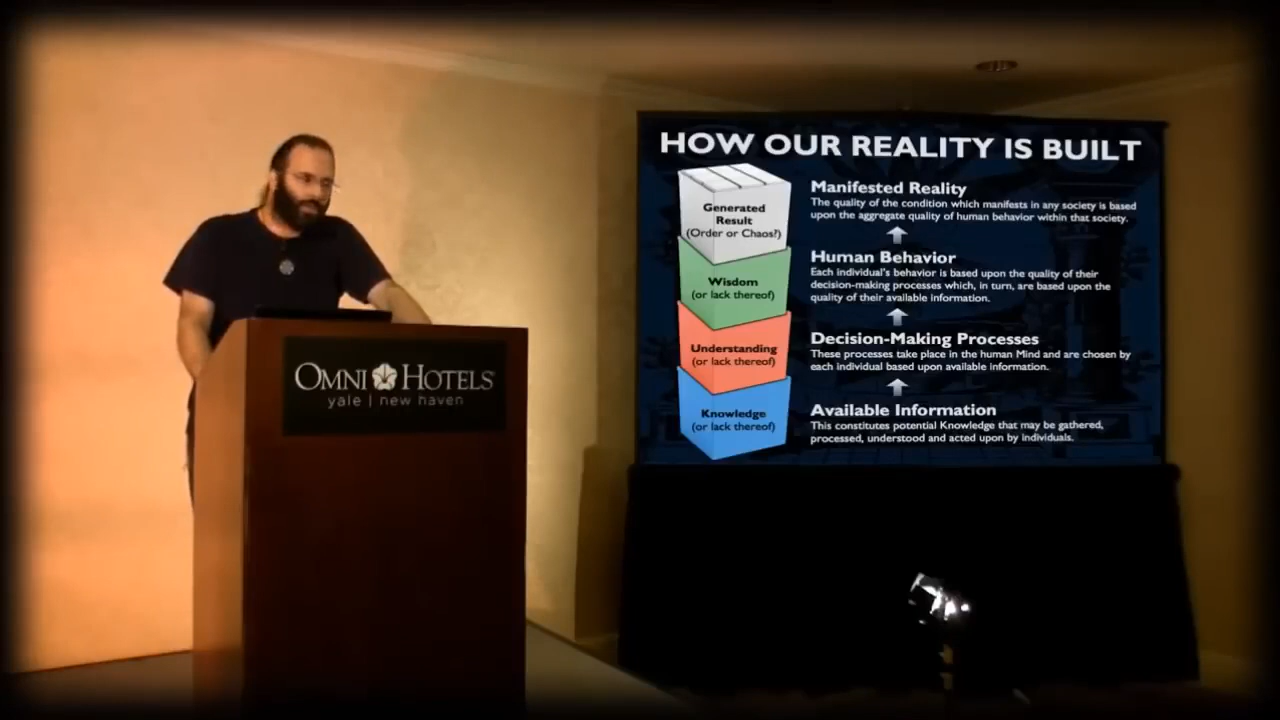 OMNI HOTELS
yale | new haven
HOW OUR REALITY IS BUILT
Generated
Result
(Order or Chaos?)
Manifested Reality
The quality of the condition which manifests in any society is based
upon the aggregate quality of human behavior within that society.
Wisdom
(or lack thereof)
Human Behavior
Each individual's behavior is based upon the quality of their
decision-making processes which, in turn, are based upon the
quality of their available information.
Understanding
(or lack thereof)
Decision-Making Processes
These processes take place in the human Mind and are chosen by
each individual based upon available information.
Knowledge
(or lack thereof)
Available Information
This constitutes potential Knowledge that may be gathered,
processed, understood and acted upon by individuals.